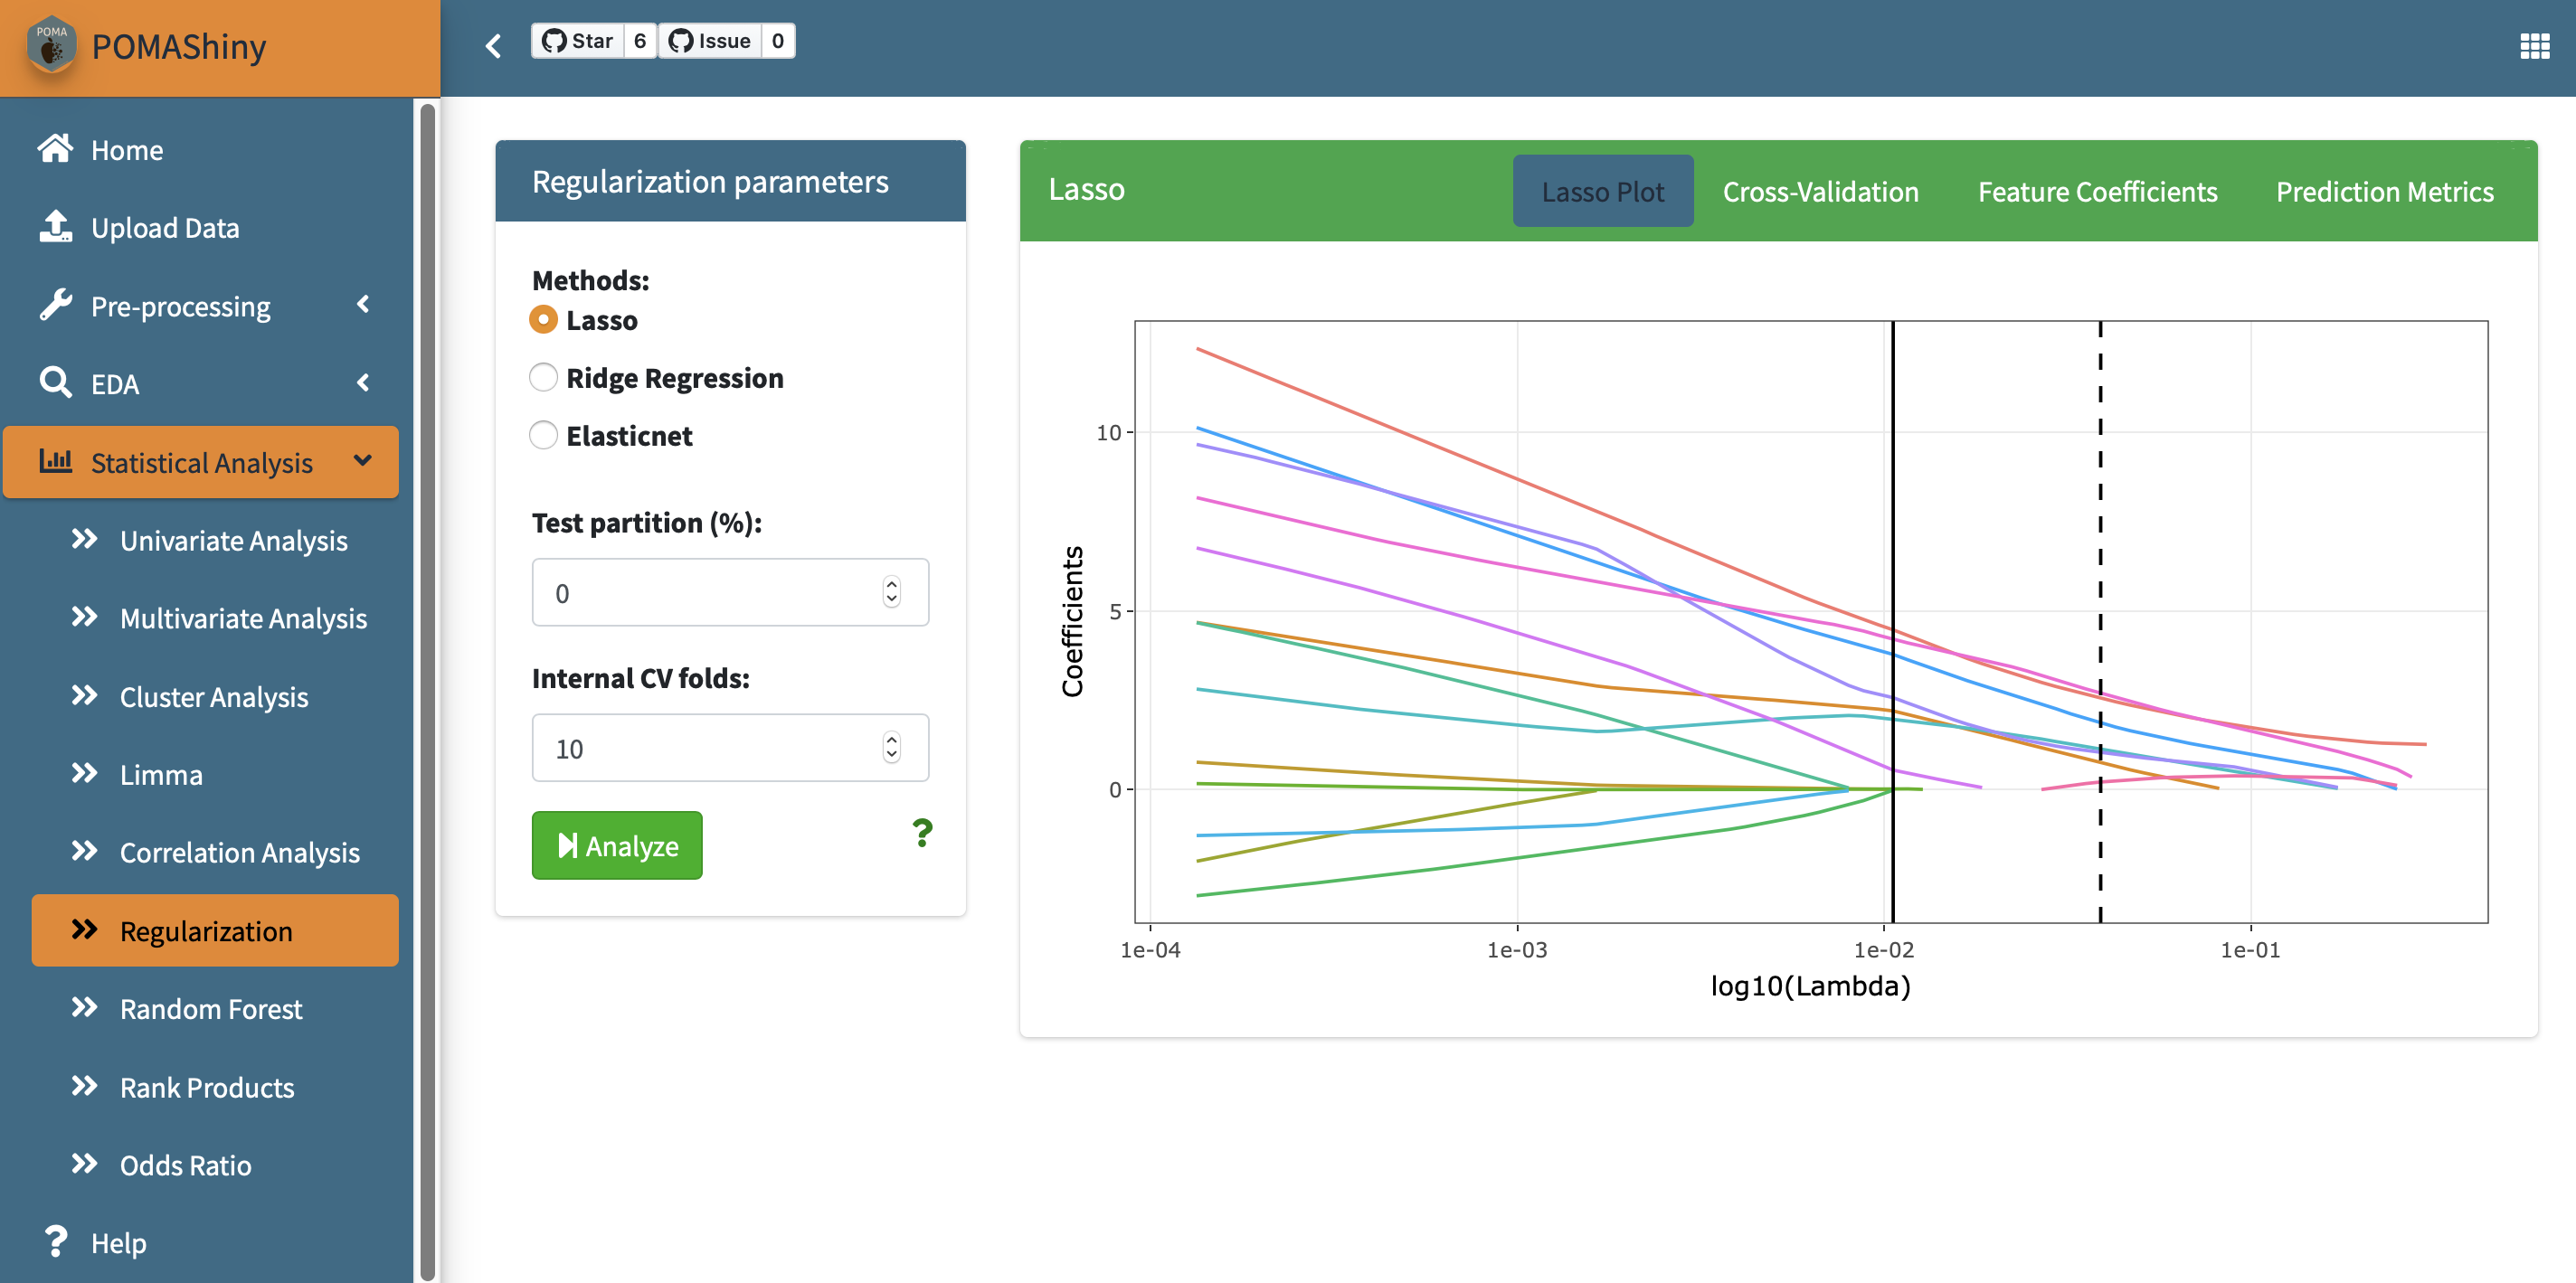 POMA
POMAShiny
Star 6 Issue 0
Home
Upload Data
Pre-processing
EDA
Statistical Analysis
Univariate Analysis
Multivariate Analysis
Cluster Analysis
Limma
Correlation Analysis
Regularization
Random Forest
Rank Products
Odds Ratio
Help
Regularization parameters
Methods:
Lasso
Ridge Regression
Elasticnet
Test partition (%):
0
Internal CV folds:
10
Analyze
?
Lasso
Lasso Plot Cross-Validation Feature Coefficients Prediction Metrics
Coefficients
10
5
0
1e-04 1e-03 1e-02 1e-01
log10(Lambda)